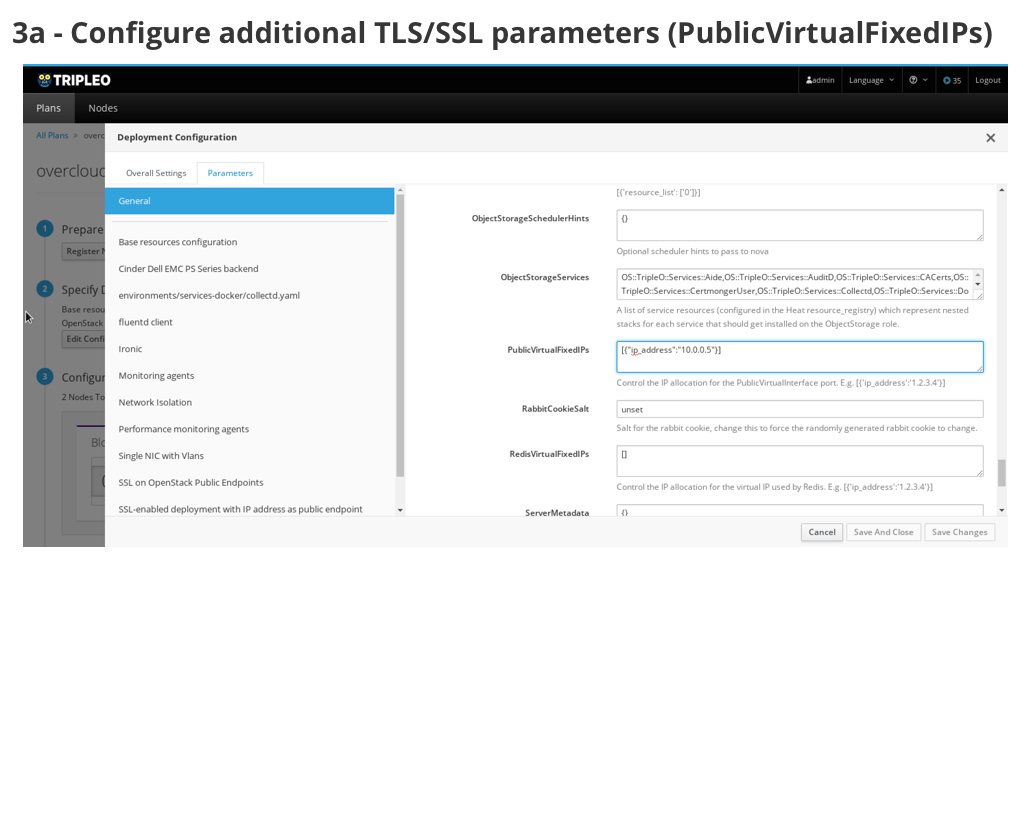 3a - Configure additional TLS/SSL parameters (PublicVirtualFixedIPs)
TRIPLEO
admin
Language
35
Logout
Plans
Nodes
All Plans > overc
Deployment Configuration
overcloud
Overall Settings
Parameters
1 Prepare
Register N
2 Specify D
Base resou
OpenStack
Edit Confi
3 Configur
2 Nodes To
Blo
General
Base resources configuration
Cinder Dell EMC PS Series backend
environments/services-docker/collectd.yaml
fluentd client
Ironic
Monitoring agents
Network Isolation
Performance monitoring agents
Single NIC with Vlans
SSL on OpenStack Public Endpoints
SSL-enabled deployment with IP address as public endpoint
[{'resource_list': ['0']}]
ObjectStorageSchedulerHints
{}
Optional scheduler hints to pass to nova
ObjectStorageServices
OS::TripleO::Services::Aide,OS::TripleO::Services::AuditD,OS::TripleO::Services::CACerts,OS::
TripleO::Services::CertmongerUser,OS::TripleO::Services::Collectd,OS::TripleO::Services::Do
A list of service resources (configured in the Heat resource_registry) which represent nested
stacks for each service that should get installed on the ObjectStorage role.
PublicVirtualFixedIPs
[{"ip_address":"10.0.0.5"}]
Control the IP allocation for the PublicVirtualInterface port. E.g. [{'ip_address':'1.2.3.4'}]
RabbitCookieSalt
unset
Salt for the rabbit cookie, change this to force the randomly generated rabbit cookie to change.
RedisVirtualFixedIPs
[]
Control the IP allocation for the virtual IP used by Redis. E.g. [{'ip_address':'1.2.3.4'}]
ServerMetadata
{}
Cancel
Save And Close
Save Changes